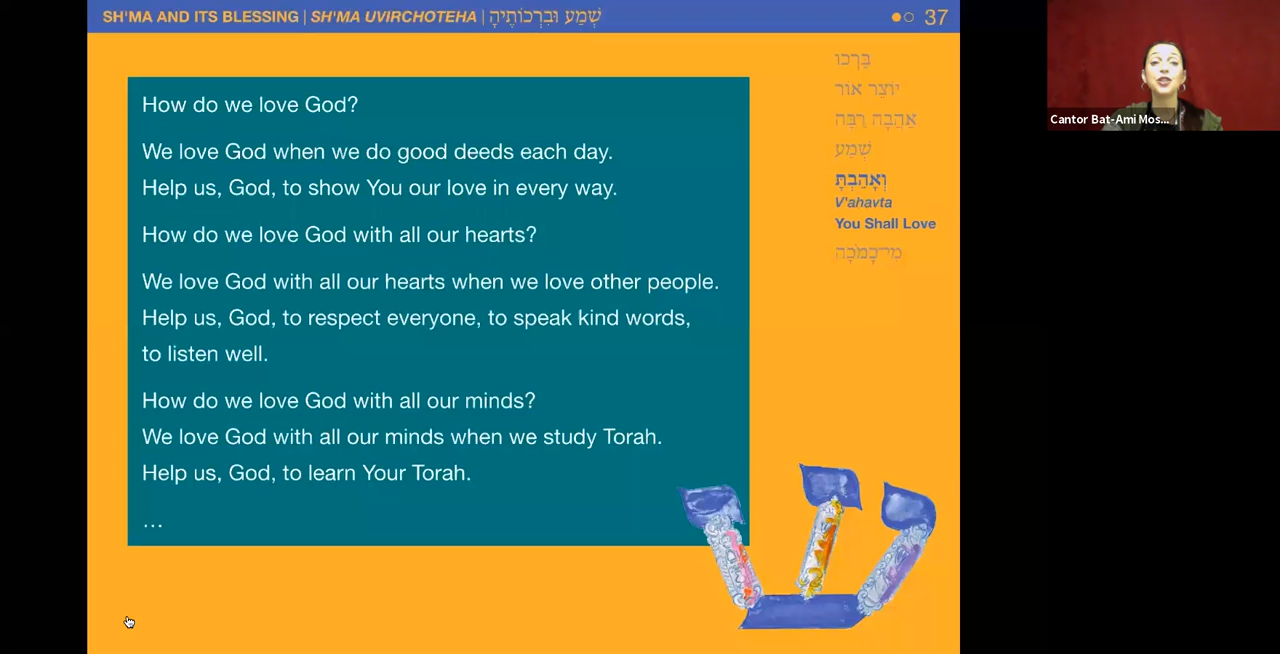 SH'MA AND ITS BLESSING | SH'MA UVIRCHOTEHA | שְׁמַע וּבִרְכוֹתֶיהָ
37
How do we love God?
We love God when we do good deeds each day.
Help us, God, to show You our love in every way.
How do we love God with all our hearts?
We love God with all our hearts when we love other people.
Help us, God, to respect everyone, to speak kind words,
to listen well.
How do we love God with all our minds?
We love God with all our minds when we study Torah.
Help us, God, to learn Your Torah.
...
בָּרְכוּ
יוֹצֵר אוֹר
אַהֲבָה רַבָּה
שְׁמַע
וְאָהַבְתָּ
V'ahavta
You Shall Love
מִי־כָמֹכָה
ש
Cantor Bat-Ami Mos...